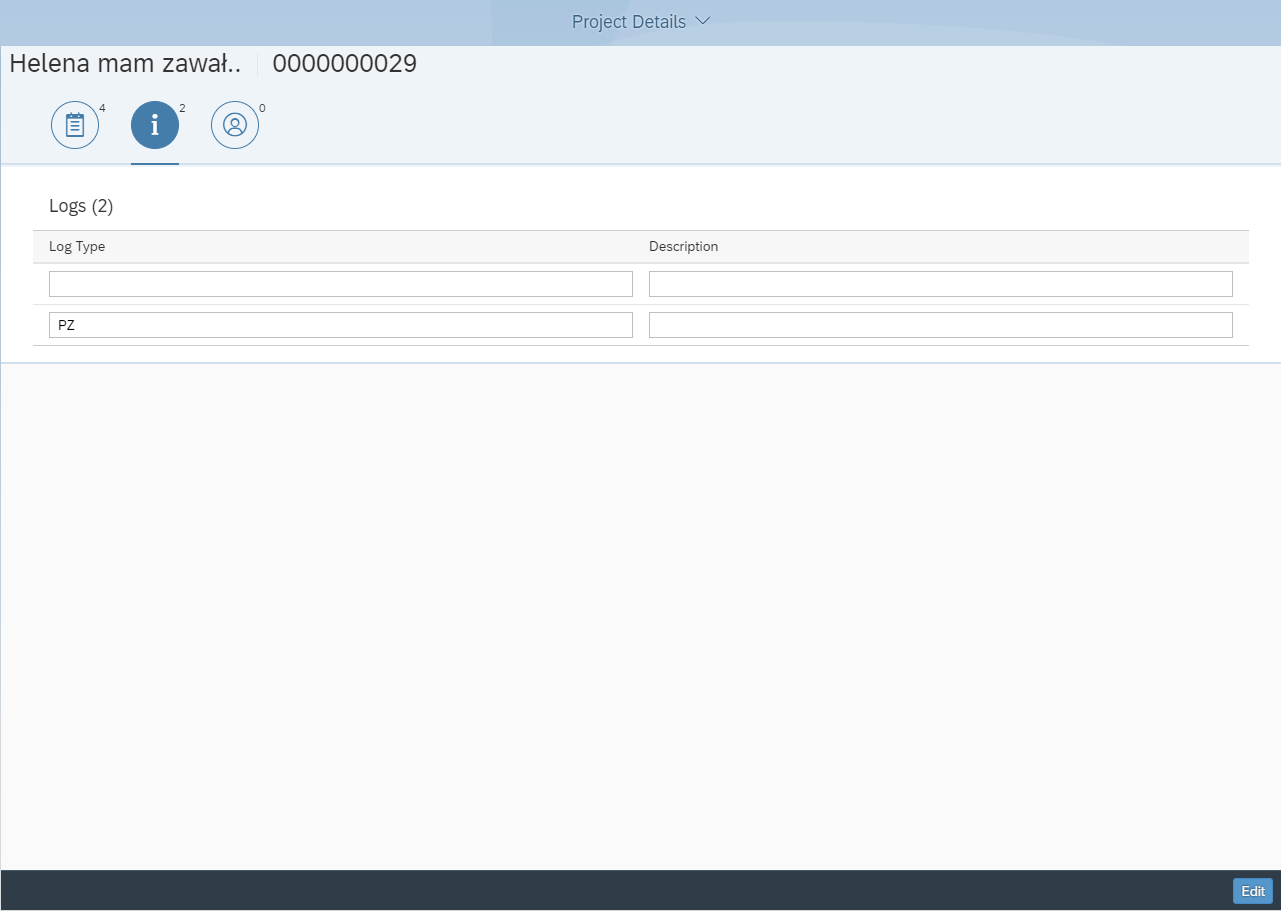 Project Details
Helena mam zawał.. 0000000029
4 2 0
Logs (2)
Log Type Description
PZ
Edit